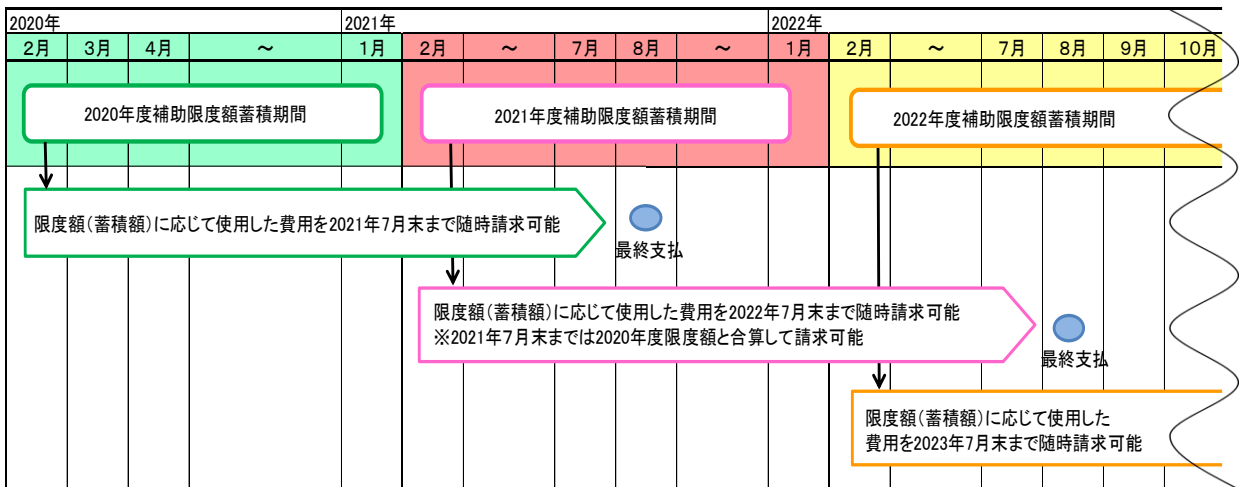 2020年 2021年 2022年
2月 3月 4月 ～ 1月 2月 ～ 7月 8月 ～ 1月 2月 ～ 7月 8月 9月 10月
2020年度補助限度額蓄積期間 2021年度補助限度額蓄積期間 2022年度補助限度額蓄積期間
限度額（蓄積額）に応じて使用した費用を2021年7月末まで随時請求可能
最終支払
限度額（蓄積額）に応じて使用した費用を2022年7月末まで随時請求可能
※2021年7月末までは2020年度限度額と合算して請求可能
最終支払
限度額（蓄積額）に応じて使用した
費用を2023年7月末まで随時請求可能